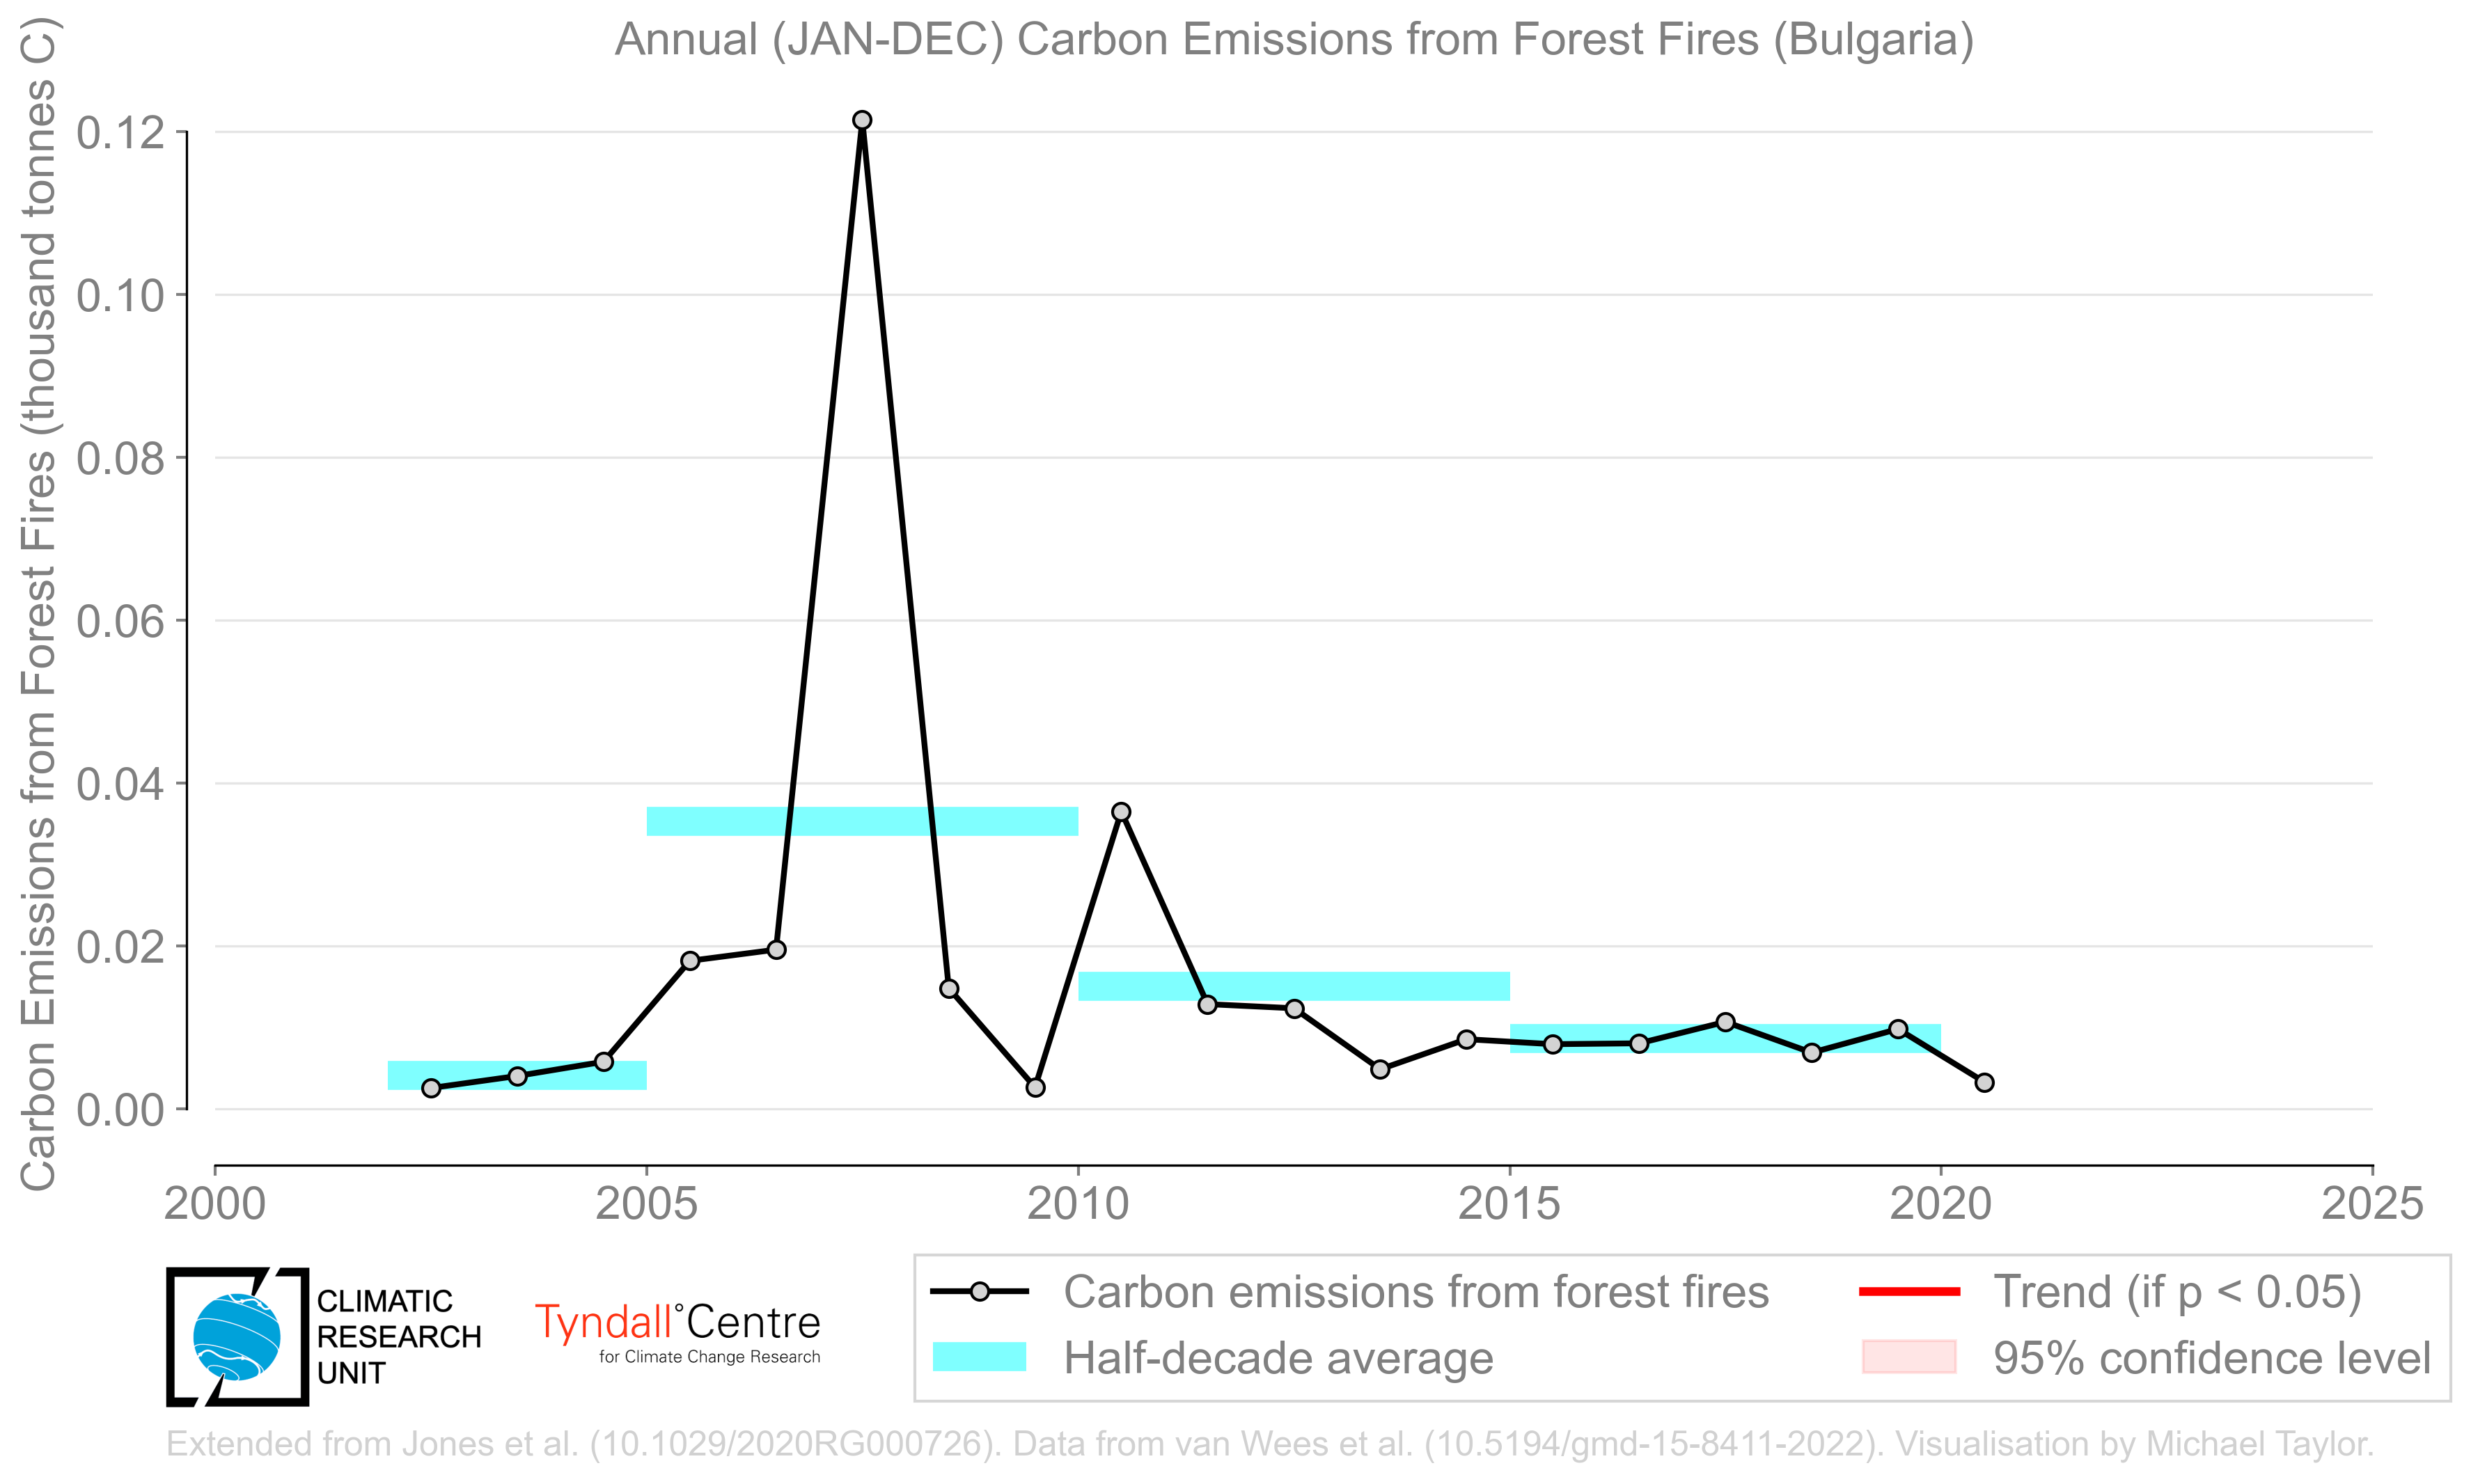 Annual (JAN-DEC) Carbon Emissions from Forest Fires (Bulgaria)
Carbon Emissions from Forest Fires (thousand tonnes C)
0.12
0.10
0.08
0.06
0.04
0.02
0.00
2000 2005 2010 2015 2020 2025
CLIMATIC
RESEARCH
UNIT
Tyndall°Centre
for Climate Change Research
Carbon emissions from forest fires
Half-decade average
Trend (if p < 0.05)
95% confidence level
Extended from Jones et al. (10.1029/2020RG000726). Data from van Wees et al. (10.5194/gmd-15-8411-2022). Visualisation by Michael Taylor.